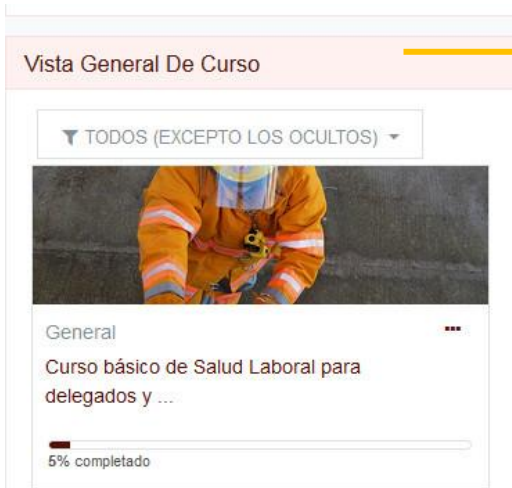 Vista General De Curso
TODOS (EXCEPTO LOS OCULTOS)
General
Curso básico de Salud Laboral para
delegados y ...
5% completado